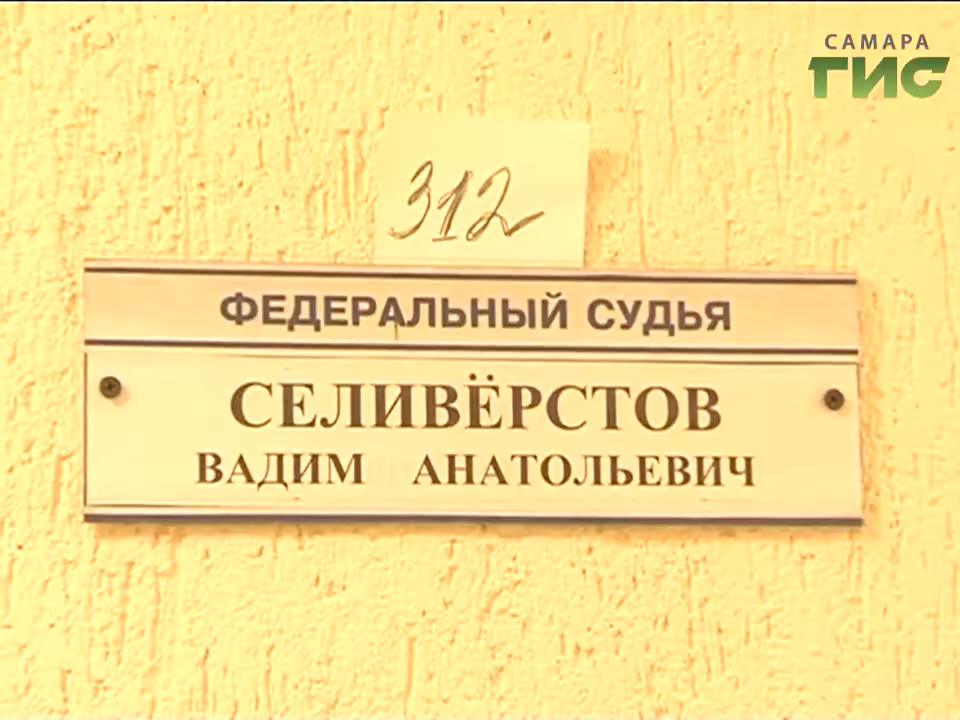 САМАРА
ГИС
312
ФЕДЕРАЛЬНЫЙ СУДЬЯ
СЕЛИВЁРСТОВ
ВАДИМ АНАТОЛЬЕВИЧ